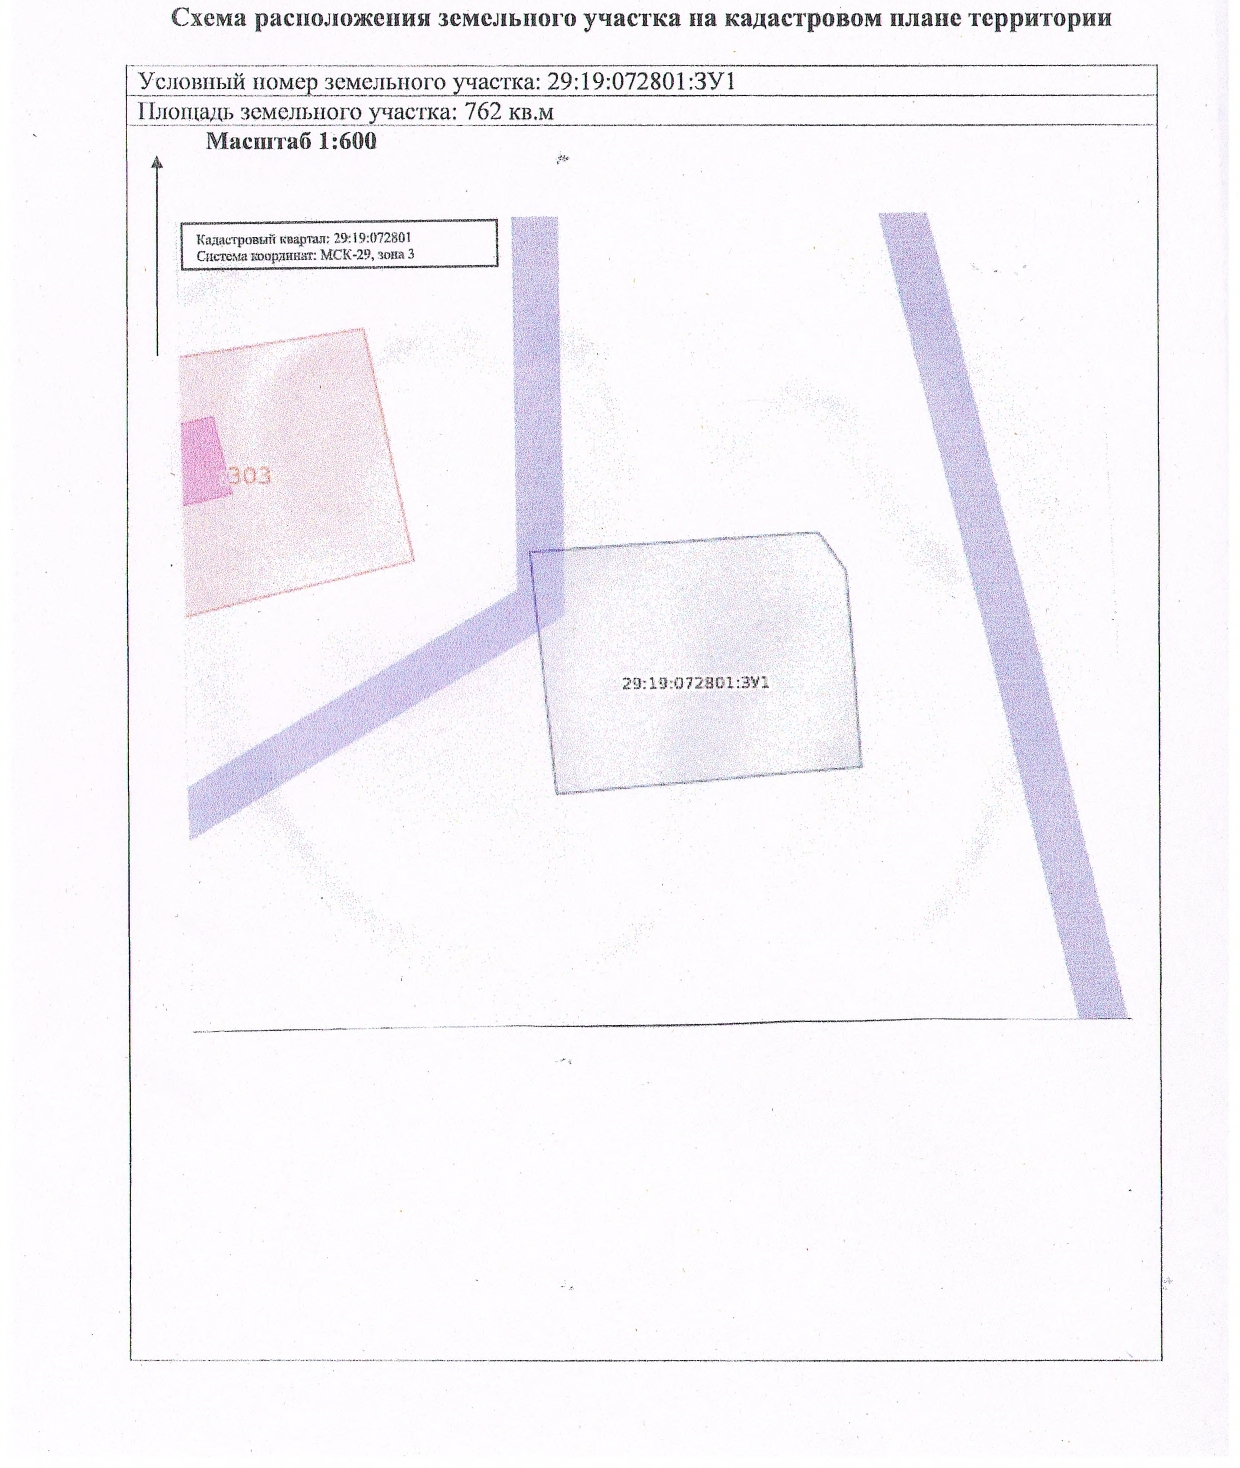 Схема расположения земельного участка на кадастровом плане территории
Условный номер земельного участка: 29:19:072801:ЗУ1
Площадь земельного участка: 762 кв.м
Масштаб 1:600
Кадастровый квартал: 29:19:072801
Система координат: МСК-29, зона 3
:303
29:19:072801:ЗУ1